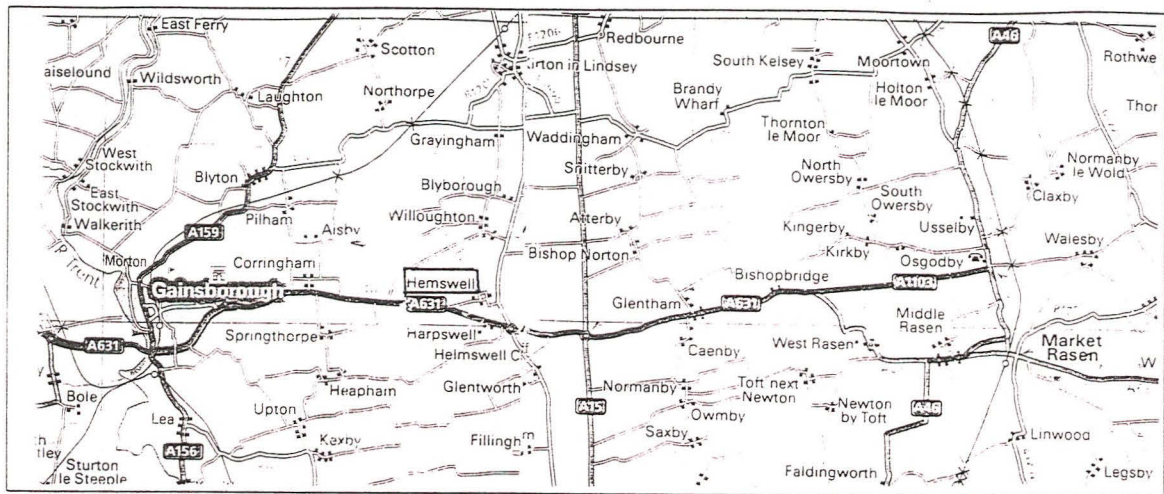 East Ferry
Redbourne
A46
Scotton
Rothwe
aiselound
Wildsworth
South Kelsey
Moortown
Laughton
Northorpe
Brandy
Wharf
Holton
le Moor
Grayingham
Waddingham
Thornton
le Moor
Thor
West
Stockwith
Blyton
Snitterby
North
Owersby
Normanby
le Wold
East
Stockwith
Blyborough
South
Owersby
Claxby
Walkerith
Pilham
Willoughton
Atterby
Kingerby
Usselby
A159
Aisby
Kirkby
Walesby
R Trent
Morton
Corringham
Bishop Norton
Osgodby
Gainsborough
Hemswell
Bishopbridge
A1103
A631
Glentham
A631
Middle
Rasen
A631
Springthorpe
Harpswell
Caenby
West Rasen
Market
Rasen
Helmswell C
Heapham
Glentworth
Normanby
Toft next
Newton
W
Bole
A15
Newton
by Toft
A46
Lea
Upton
Owmby
Linwood
Saxby
A156
Kexby
Fillingh m
tley
Sturton
le Steeple
Faldingworth
Legsby